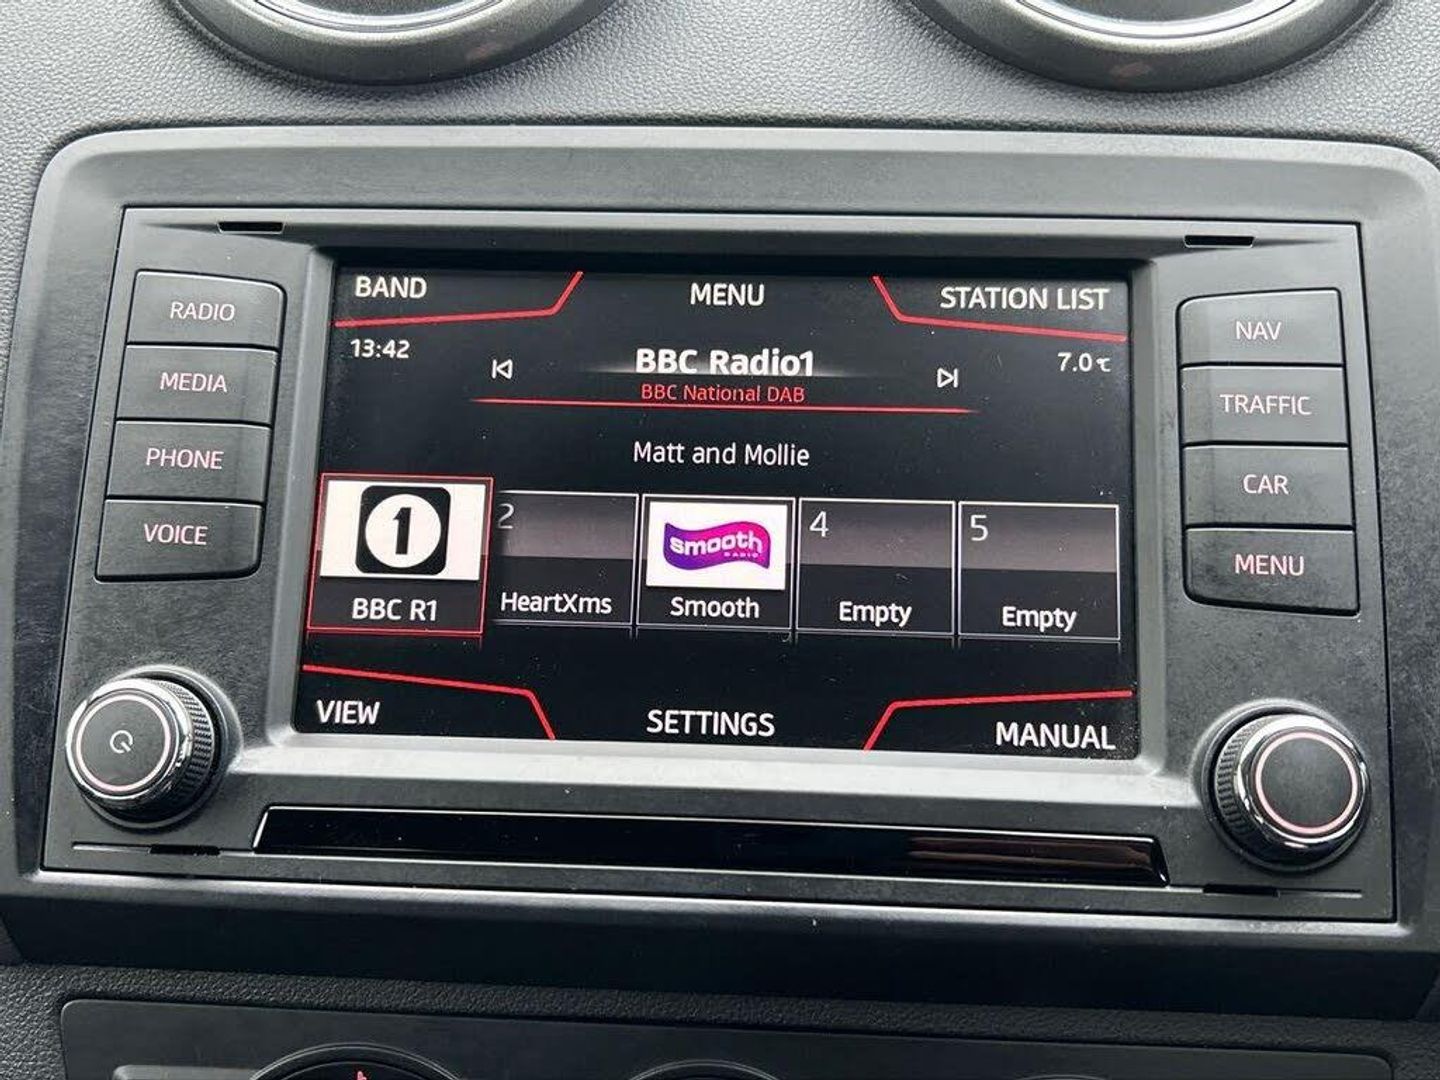 BAND
MENU
STATION LIST
13:42
BBC Radio1
7.0℃
BBC National DAB
Matt and Mollie
1
BBC R1
2
HeartXms
smooth
RADIO
Smooth
4
Empty
5
Empty
VIEW
SETTINGS
MANUAL
RADIO
MEDIA
PHONE
VOICE
NAV
TRAFFIC
CAR
MENU